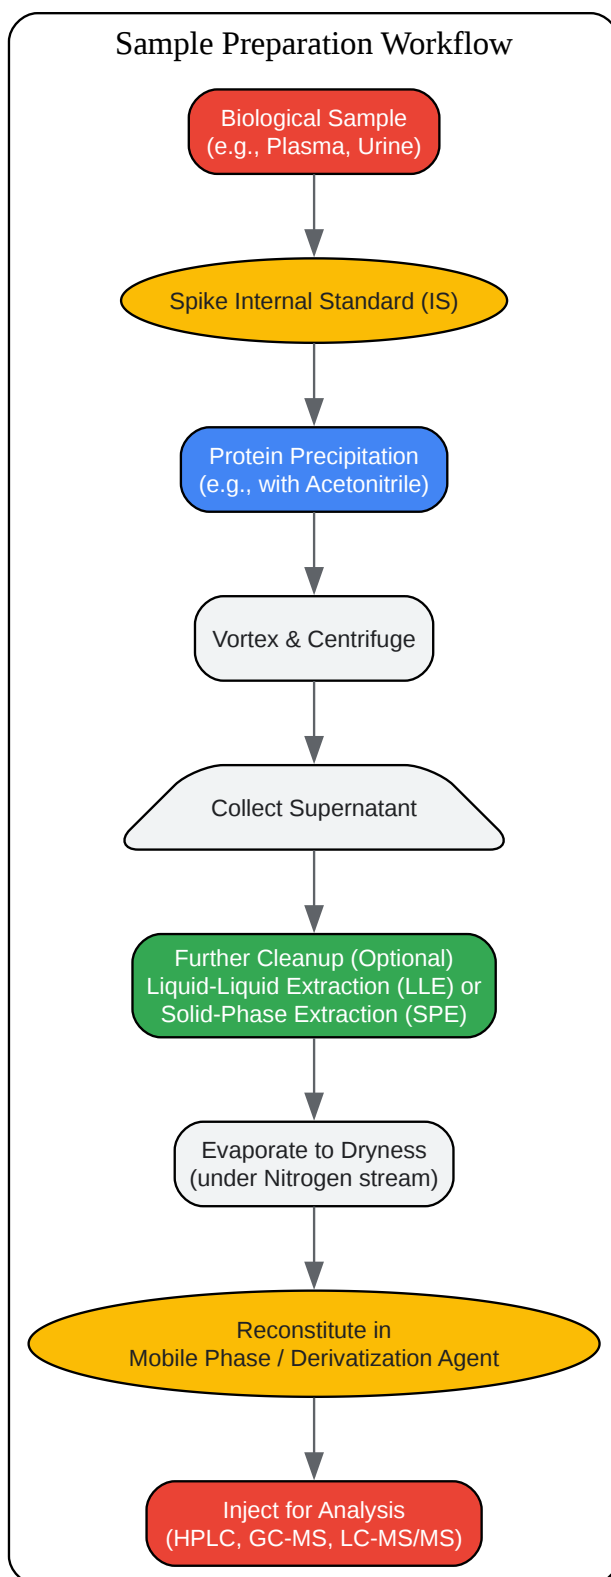 Sample Preparation Workflow
Biological Sample
(e.g., Plasma, Urine)
Spike Internal Standard (IS)
Protein Precipitation
(e.g., with Acetonitrile)
Vortex & Centrifuge
Collect Supernatant
Further Cleanup (Optional)
Liquid-Liquid Extraction (LLE) or
Solid-Phase Extraction (SPE)
Evaporate to Dryness
(under Nitrogen stream)
Reconstitute in
Mobile Phase / Derivatization Agent
Inject for Analysis
(HPLC, GC-MS, LC-MS/MS)